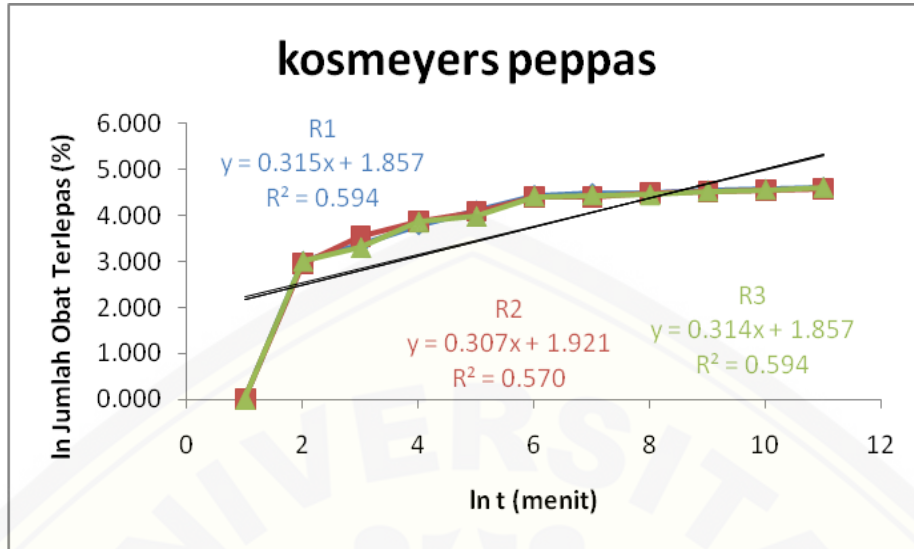 kosmeyers peppas
ln Jumlah Obat Terlepas (%)
6.000
5.000
4.000
3.000
2.000
1.000
0.000
R1
y = 0.315x + 1.857
R² = 0.594
R2
y = 0.307x + 1.921
R² = 0.570
R3
y = 0.314x + 1.857
R² = 0.594
0 2 4 6 8 10 12
ln t (menit)
UNIVERSITA